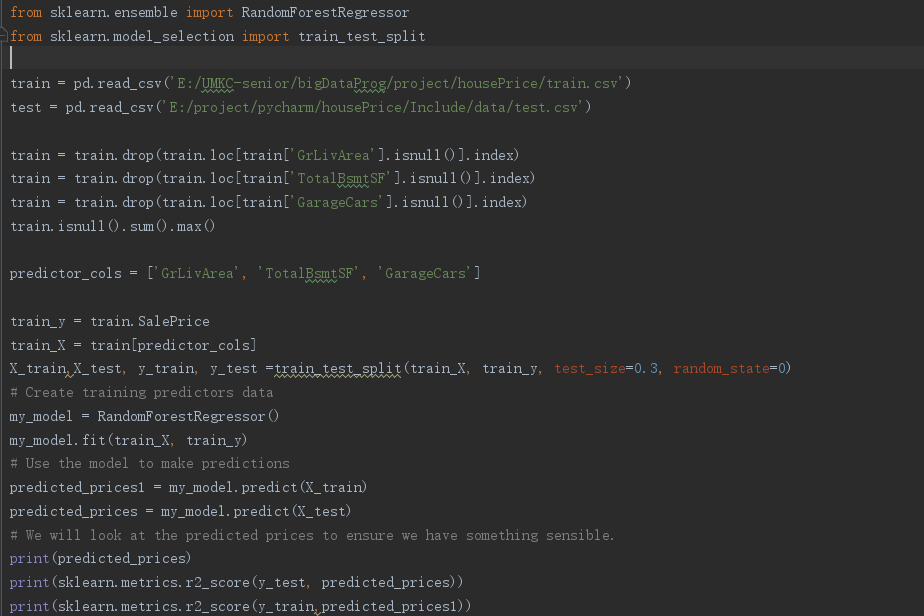 from sklearn.ensemble import RandomForestRegressor
from sklearn.model_selection import train_test_split
train = pd.read_csv('E:/UMKC-senior/bigDataProg/project/housePrice/train.csv')
test = pd.read_csv('E:/project/pycharm/housePrice/Include/data/test.csv')
train = train.drop(train.loc[train['GrLivArea'].isnull()].index)
train = train.drop(train.loc[train['TotalBsmtSF'].isnull()].index)
train = train.drop(train.loc[train['GarageCars'].isnull()].index)
train.isnull().sum().max()
predictor_cols = ['GrLivArea', 'TotalBsmtSF', 'GarageCars']
train_y = train.SalePrice
train_X = train[predictor_cols]
X_train,X_test, y_train, y_test =train_test_split(train_X, train_y, test_size=0.3, random_state=0)
# Create training predictors data
my_model = RandomForestRegressor()
my_model.fit(train_X, train_y)
# Use the model to make predictions
predicted_prices1 = my_model.predict(X_train)
predicted_prices = my_model.predict(X_test)
# We will look at the predicted prices to ensure we have something sensible.
print(predicted_prices)
print(sklearn.metrics.r2_score(y_test, predicted_prices))
print(sklearn.metrics.r2_score(y_train,predicted_prices1))